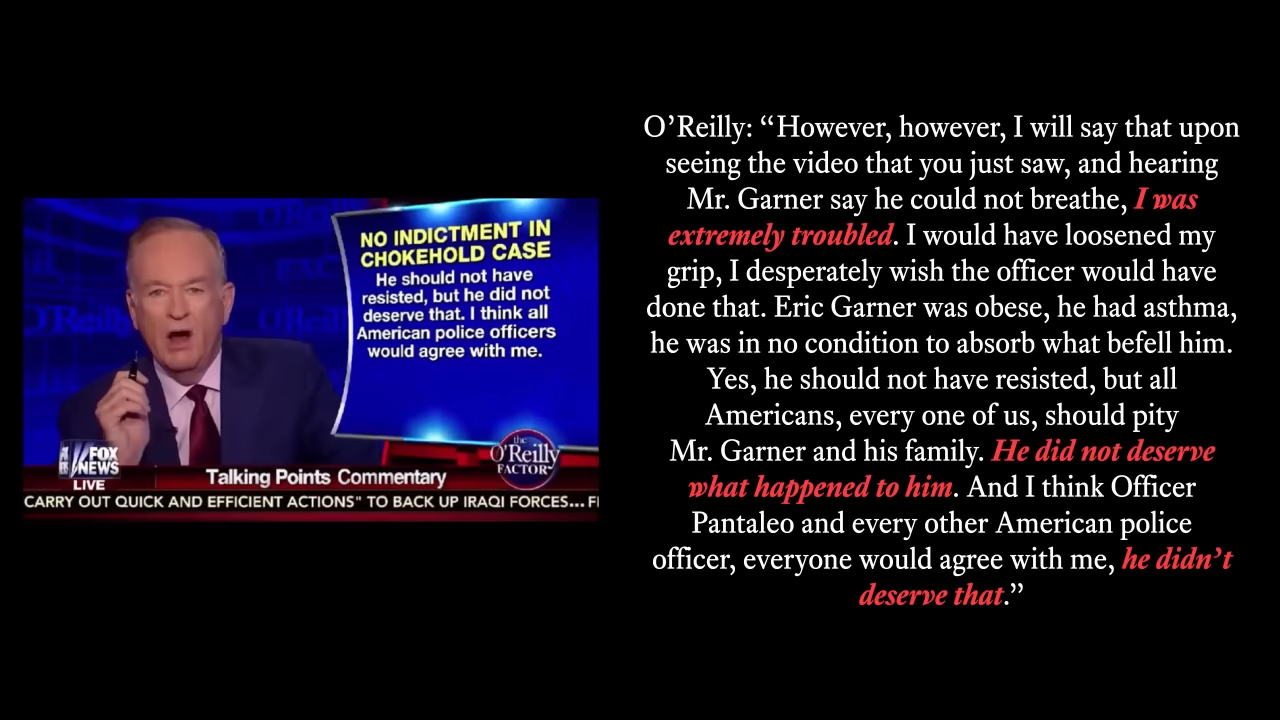 NO INDICTMENT IN
CHOKEHOLD CASE
He should not have
resisted, but he did not
deserve that. I think all
American police officers
would agree with me.
O'Reilly
FOX
NEWS
LIVE
the
O'Reilly
FACTOR
Talking Points Commentary
CARRY OUT QUICK AND EFFICIENT ACTIONS" TO BACK UP IRAQI FORCES... F
O’Reilly: “However, however, I will say that upon
seeing the video that you just saw, and hearing
Mr. Garner say he could not breathe, I was
extremely troubled. I would have loosened my
grip, I desperately wish the officer would have
done that. Eric Garner was obese, he had asthma,
he was in no condition to absorb what befell him.
Yes, he should not have resisted, but all
Americans, every one of us, should pity
Mr. Garner and his family. He did not deserve
what happened to him. And I think Officer
Pantaleo and every other American police
officer, everyone would agree with me, he didn’t
deserve that.”